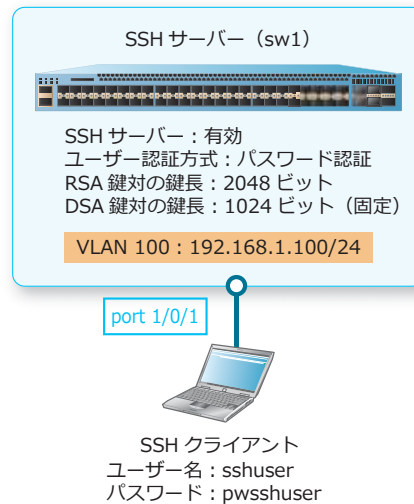 SSH サーバー（sw1）
SSH サーバー：有効
ユーザー認証方式：パスワード認証
RSA 鍵対の鍵長：2048 ビット
DSA 鍵対の鍵長：1024 ビット（固定）
VLAN 100：192.168.1.100/24
port 1/0/1
SSH クライアント
ユーザー名：sshuser
パスワード：pwsshuser